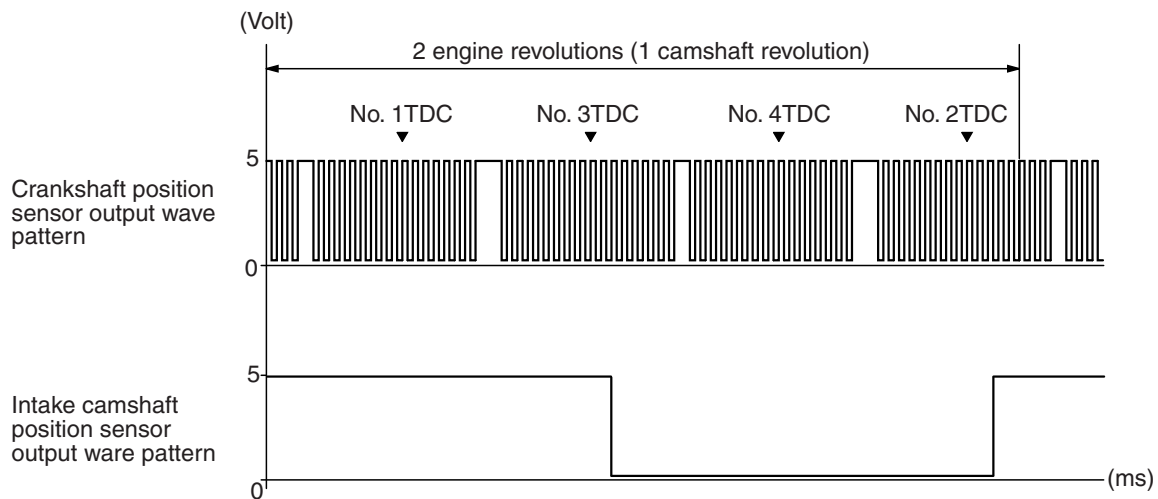 (Volt)
2 engine revolutions (1 camshaft revolution)
No. 1TDC No. 3TDC No. 4TDC No. 2TDC
5
Crankshaft position
sensor output wave
pattern
0
5
Intake camshaft
position sensor
output ware pattern
0
(ms)